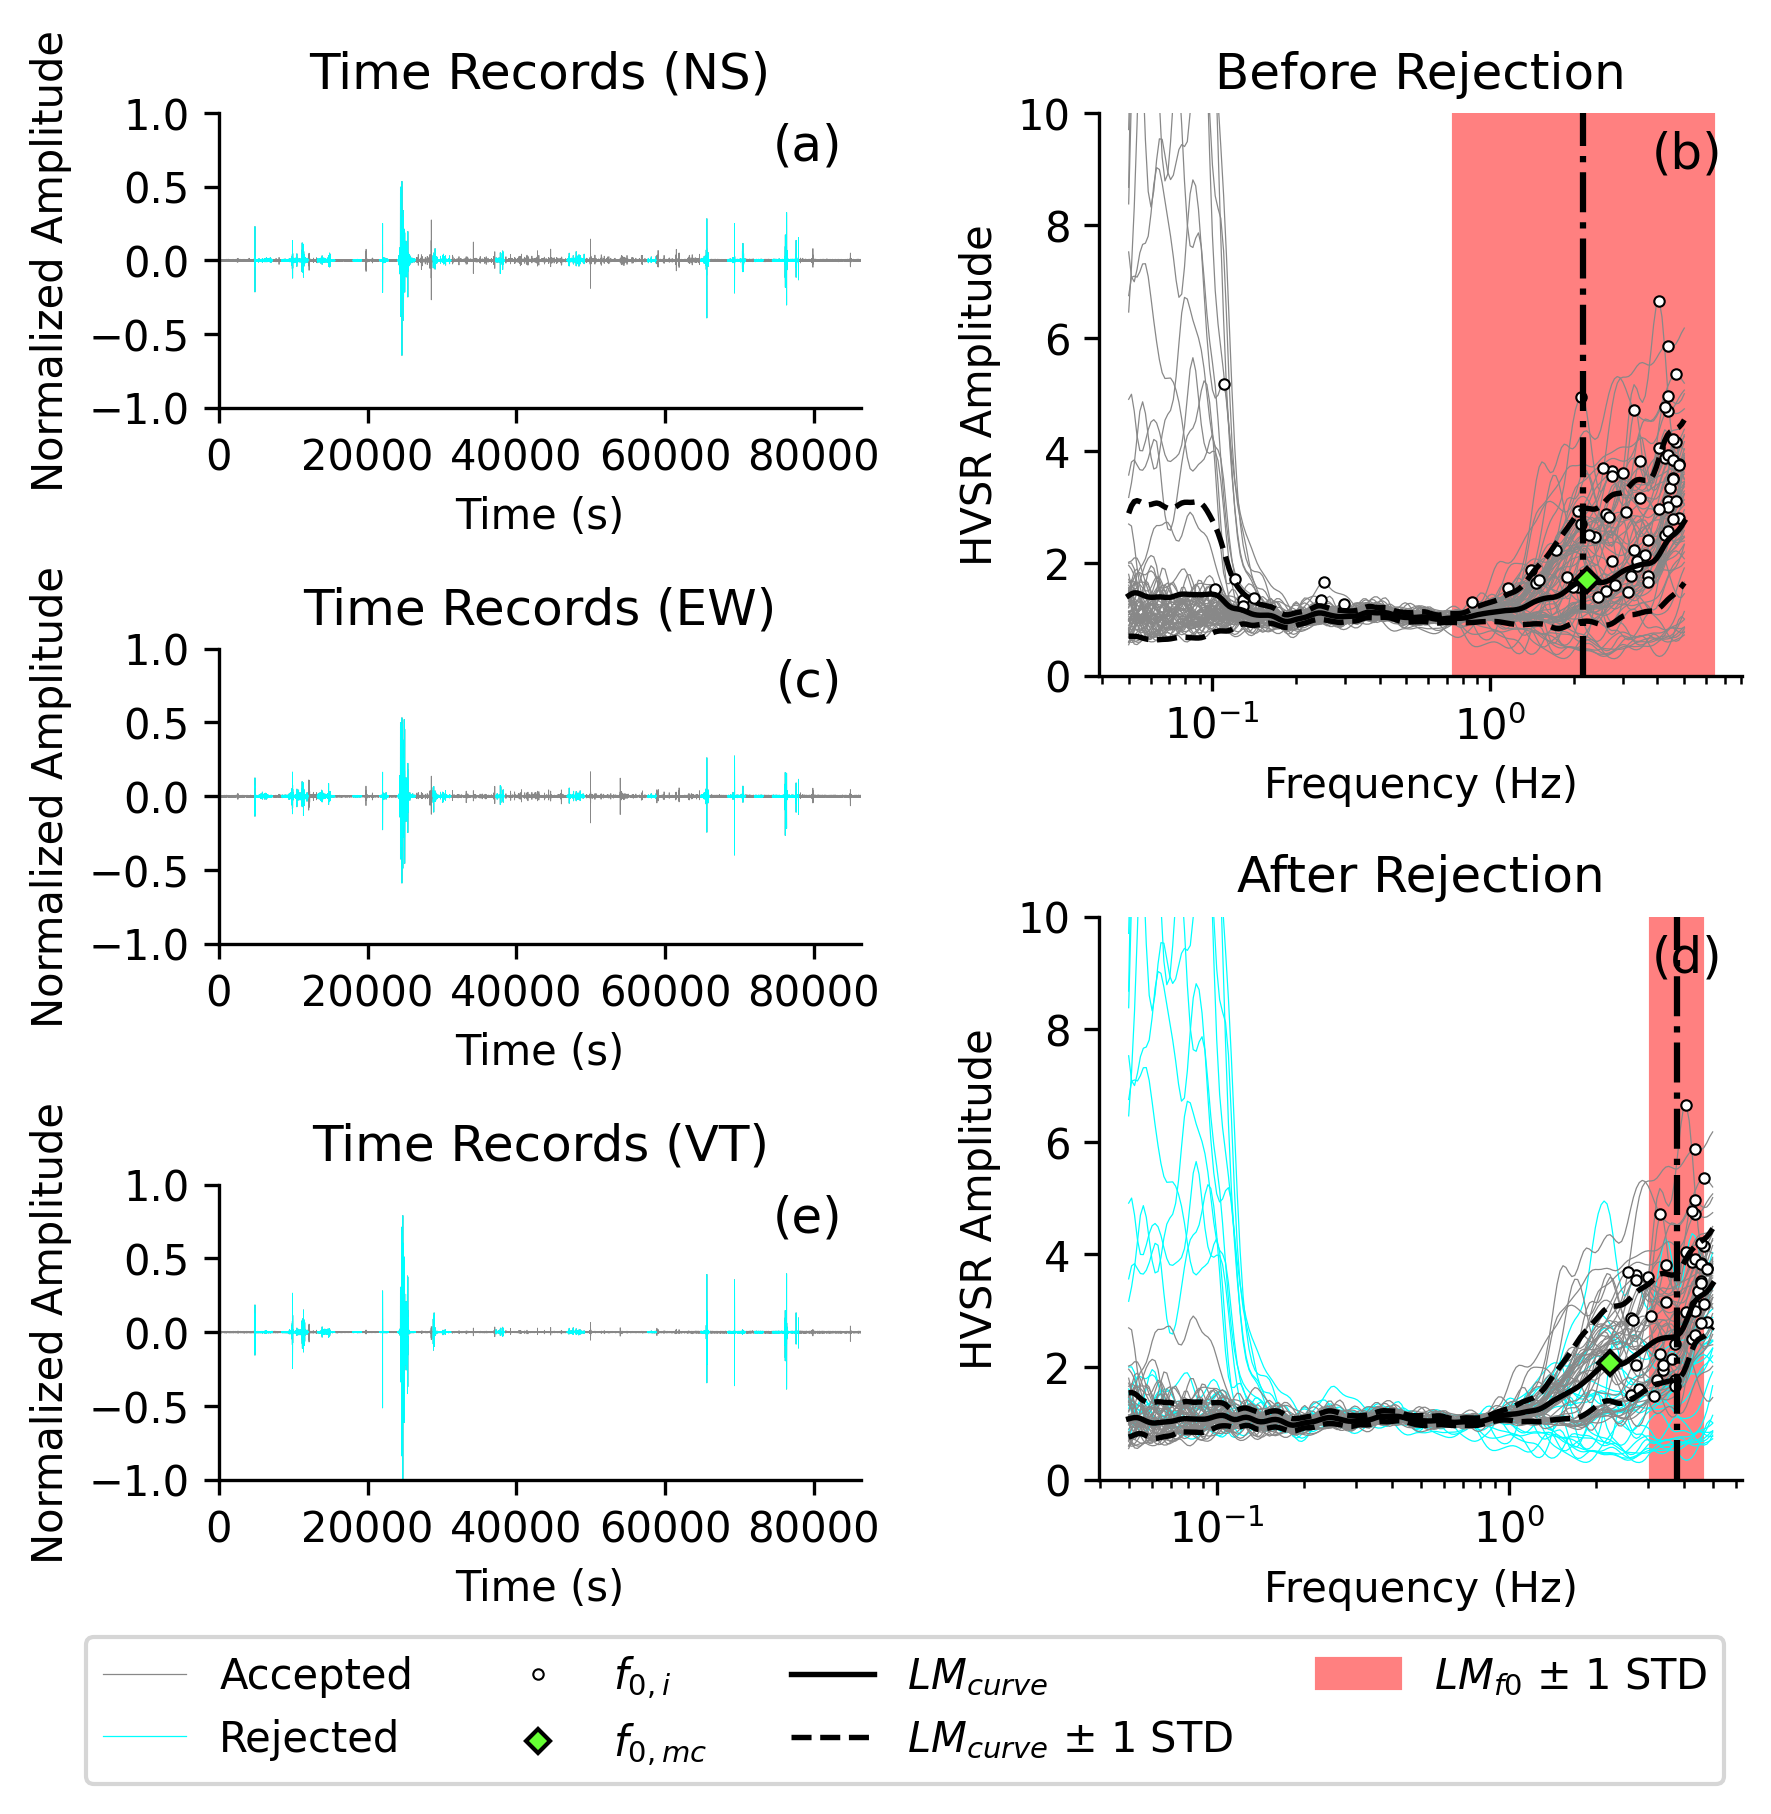 Time Records (NS)
Normalized Amplitude
1.0
0.5
0.0
−0.5
−1.0
(a)
0 20000 40000 60000 80000
Time (s)
Before Rejection
HVSR Amplitude
10
8
6
4
2
0
(b)
10⁻¹ 10⁰
Frequency (Hz)
Time Records (EW)
Normalized Amplitude
1.0
0.5
0.0
−0.5
−1.0
(c)
0 20000 40000 60000 80000
Time (s)
After Rejection
HVSR Amplitude
10
8
6
4
2
0
(d)
10⁻¹ 10⁰
Frequency (Hz)
Time Records (VT)
Normalized Amplitude
1.0
0.5
0.0
−0.5
−1.0
(e)
0 20000 40000 60000 80000
Time (s)
Accepted
Rejected
f0,i
f0,mc
LMcurve
LMcurve ± 1 STD
LMf0 ± 1 STD